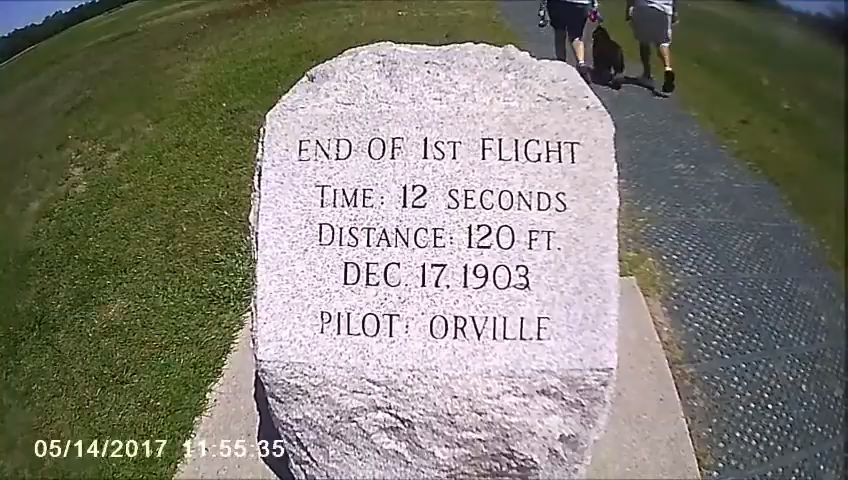 END OF 1ST FLIGHT
TIME: 12 SECONDS
DISTANCE: 120 FT.
DEC. 17, 1903
PILOT: ORVILLE
05/14/2017 11:55:35